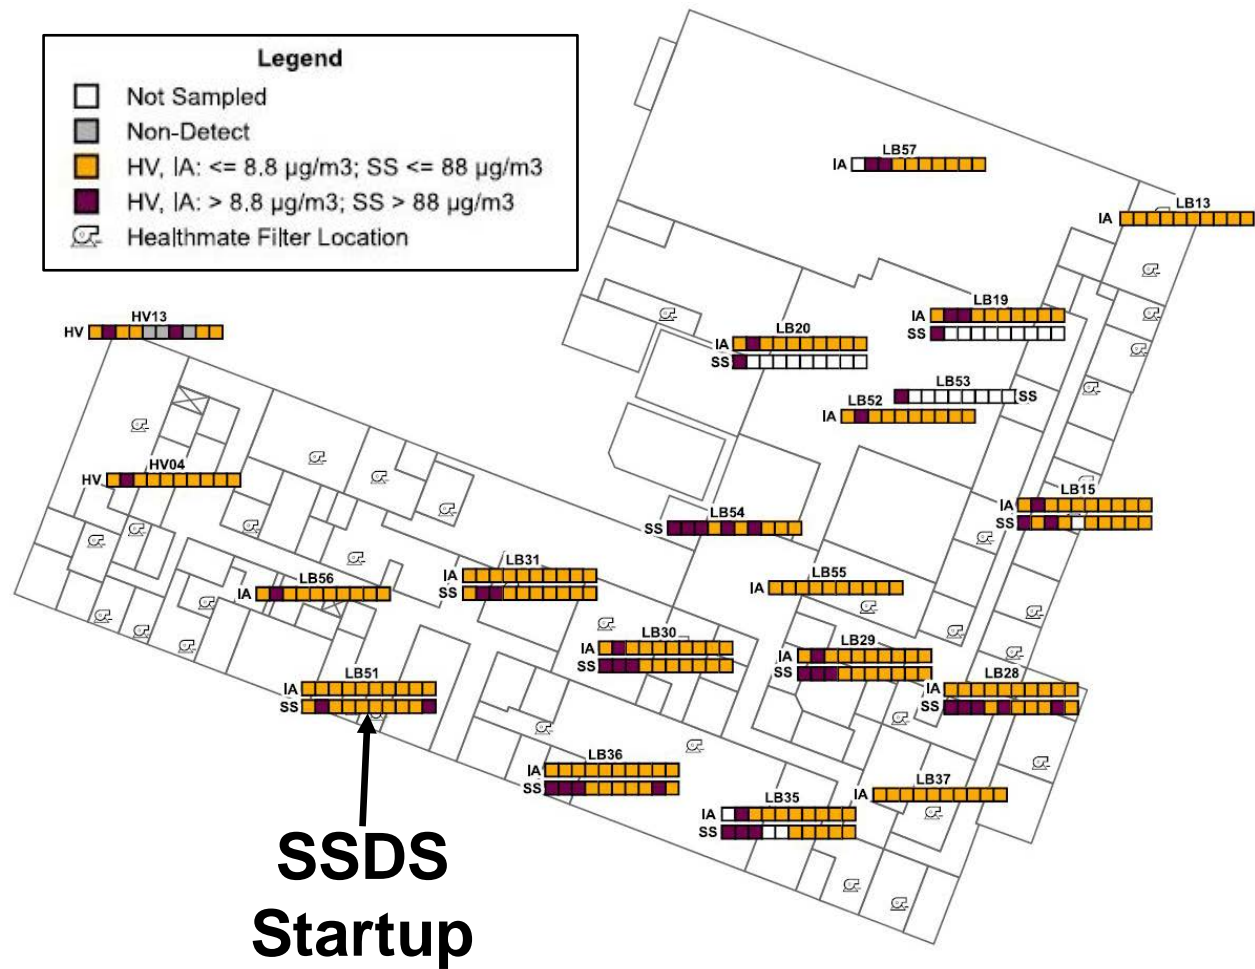 Legend
Not Sampled
Non-Detect
HV, IA: <= 8.8 µg/m3; SS <= 88 µg/m3
HV, IA: > 8.8 µg/m3; SS > 88 µg/m3
Healthmate Filter Location
LB57
IA
LB13
IA
LB19
IA
SS
HV13
HV
LB20
IA
SS
LB53
SS
LB52
IA
HV04
HV
LB15
IA
SS
LB54
SS
LB31
IA
SS
LB56
IA
LB55
IA
LB30
IA
SS
LB29
IA
SS
LB51
IA
SS
LB28
IA
SS
LB36
IA
SS
LB37
IA
LB35
IA
SS
SSDS
Startup